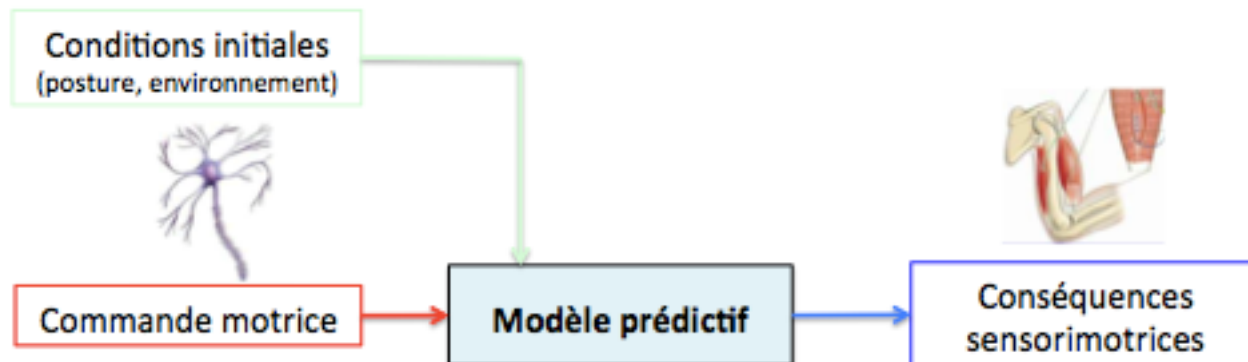 Conditions initiales
(posture, environnement)
Commande motrice
Modèle prédictif
Conséquences
sensorimotrices